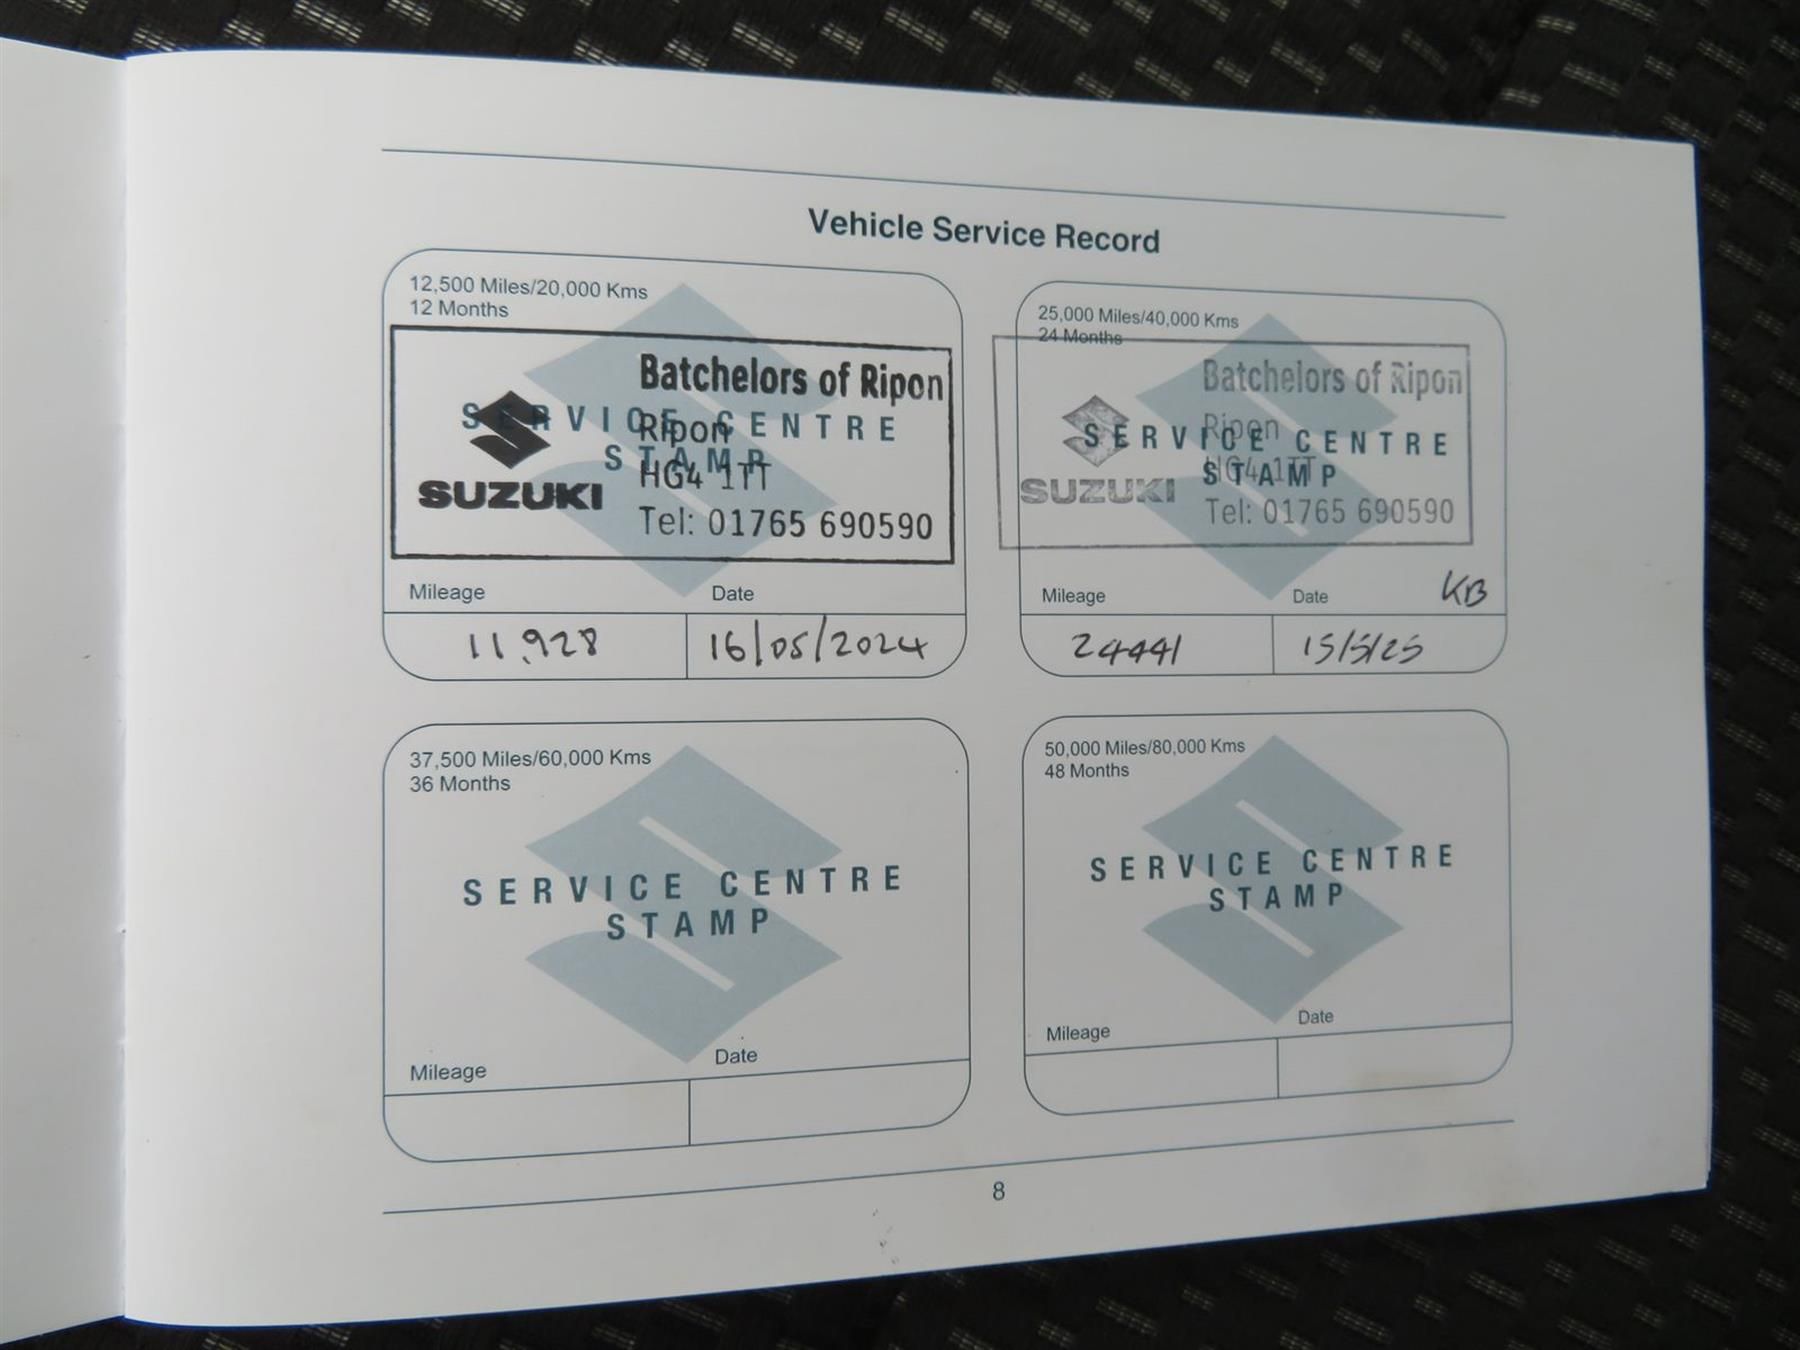 Vehicle Service Record
12,500 Miles/20,000 Kms
12 Months
Batchelors of Ripon
SERVICE CENTRE
Ripon
STAMP
HG4 1TT
SUZUKI
Tel: 01765 690590
Mileage Date
11,928 16/05/2024
25,000 Miles/40,000 Kms
24 Months
Batchelors of Ripon
Ripon
SERVICE CENTRE
HG4 1TT
STAMP
SUZUKI
Tel: 01765 690590
Mileage Date KB
24441 15/5/25
37,500 Miles/60,000 Kms
36 Months
SERVICE CENTRE
STAMP
Mileage Date
50,000 Miles/80,000 Kms
48 Months
SERVICE CENTRE
STAMP
Mileage Date
8